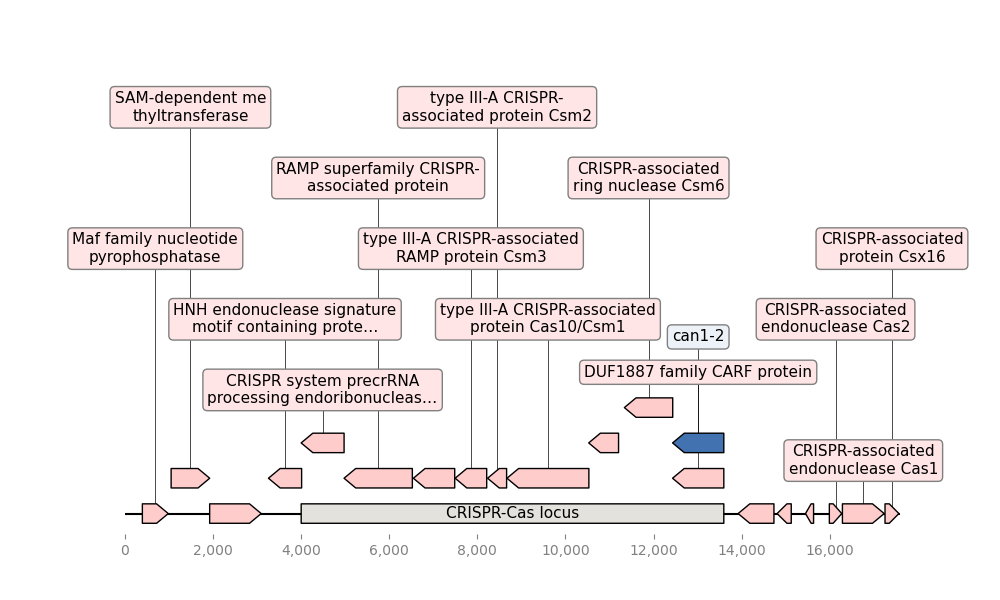 SAM-dependent me
thyltransferase
type III-A CRISPR-
associated protein Csm2
RAMP superfamily CRISPR-
associated protein
CRISPR-associated
ring nuclease Csm6
Maf family nucleotide
pyrophosphatase
type III-A CRISPR-associated
RAMP protein Csm3
CRISPR-associated
protein Csx16
HNH endonuclease signature
motif containing prote…
type III-A CRISPR-associated
protein Cas10/Csm1
CRISPR-associated
endonuclease Cas2
can1-2
DUF1887 family CARF protein
CRISPR system precrRNA
processing endoribonucleas…
CRISPR-associated
endonuclease Cas1
CRISPR-Cas locus
0 2,000 4,000 6,000 8,000 10,000 12,000 14,000 16,000